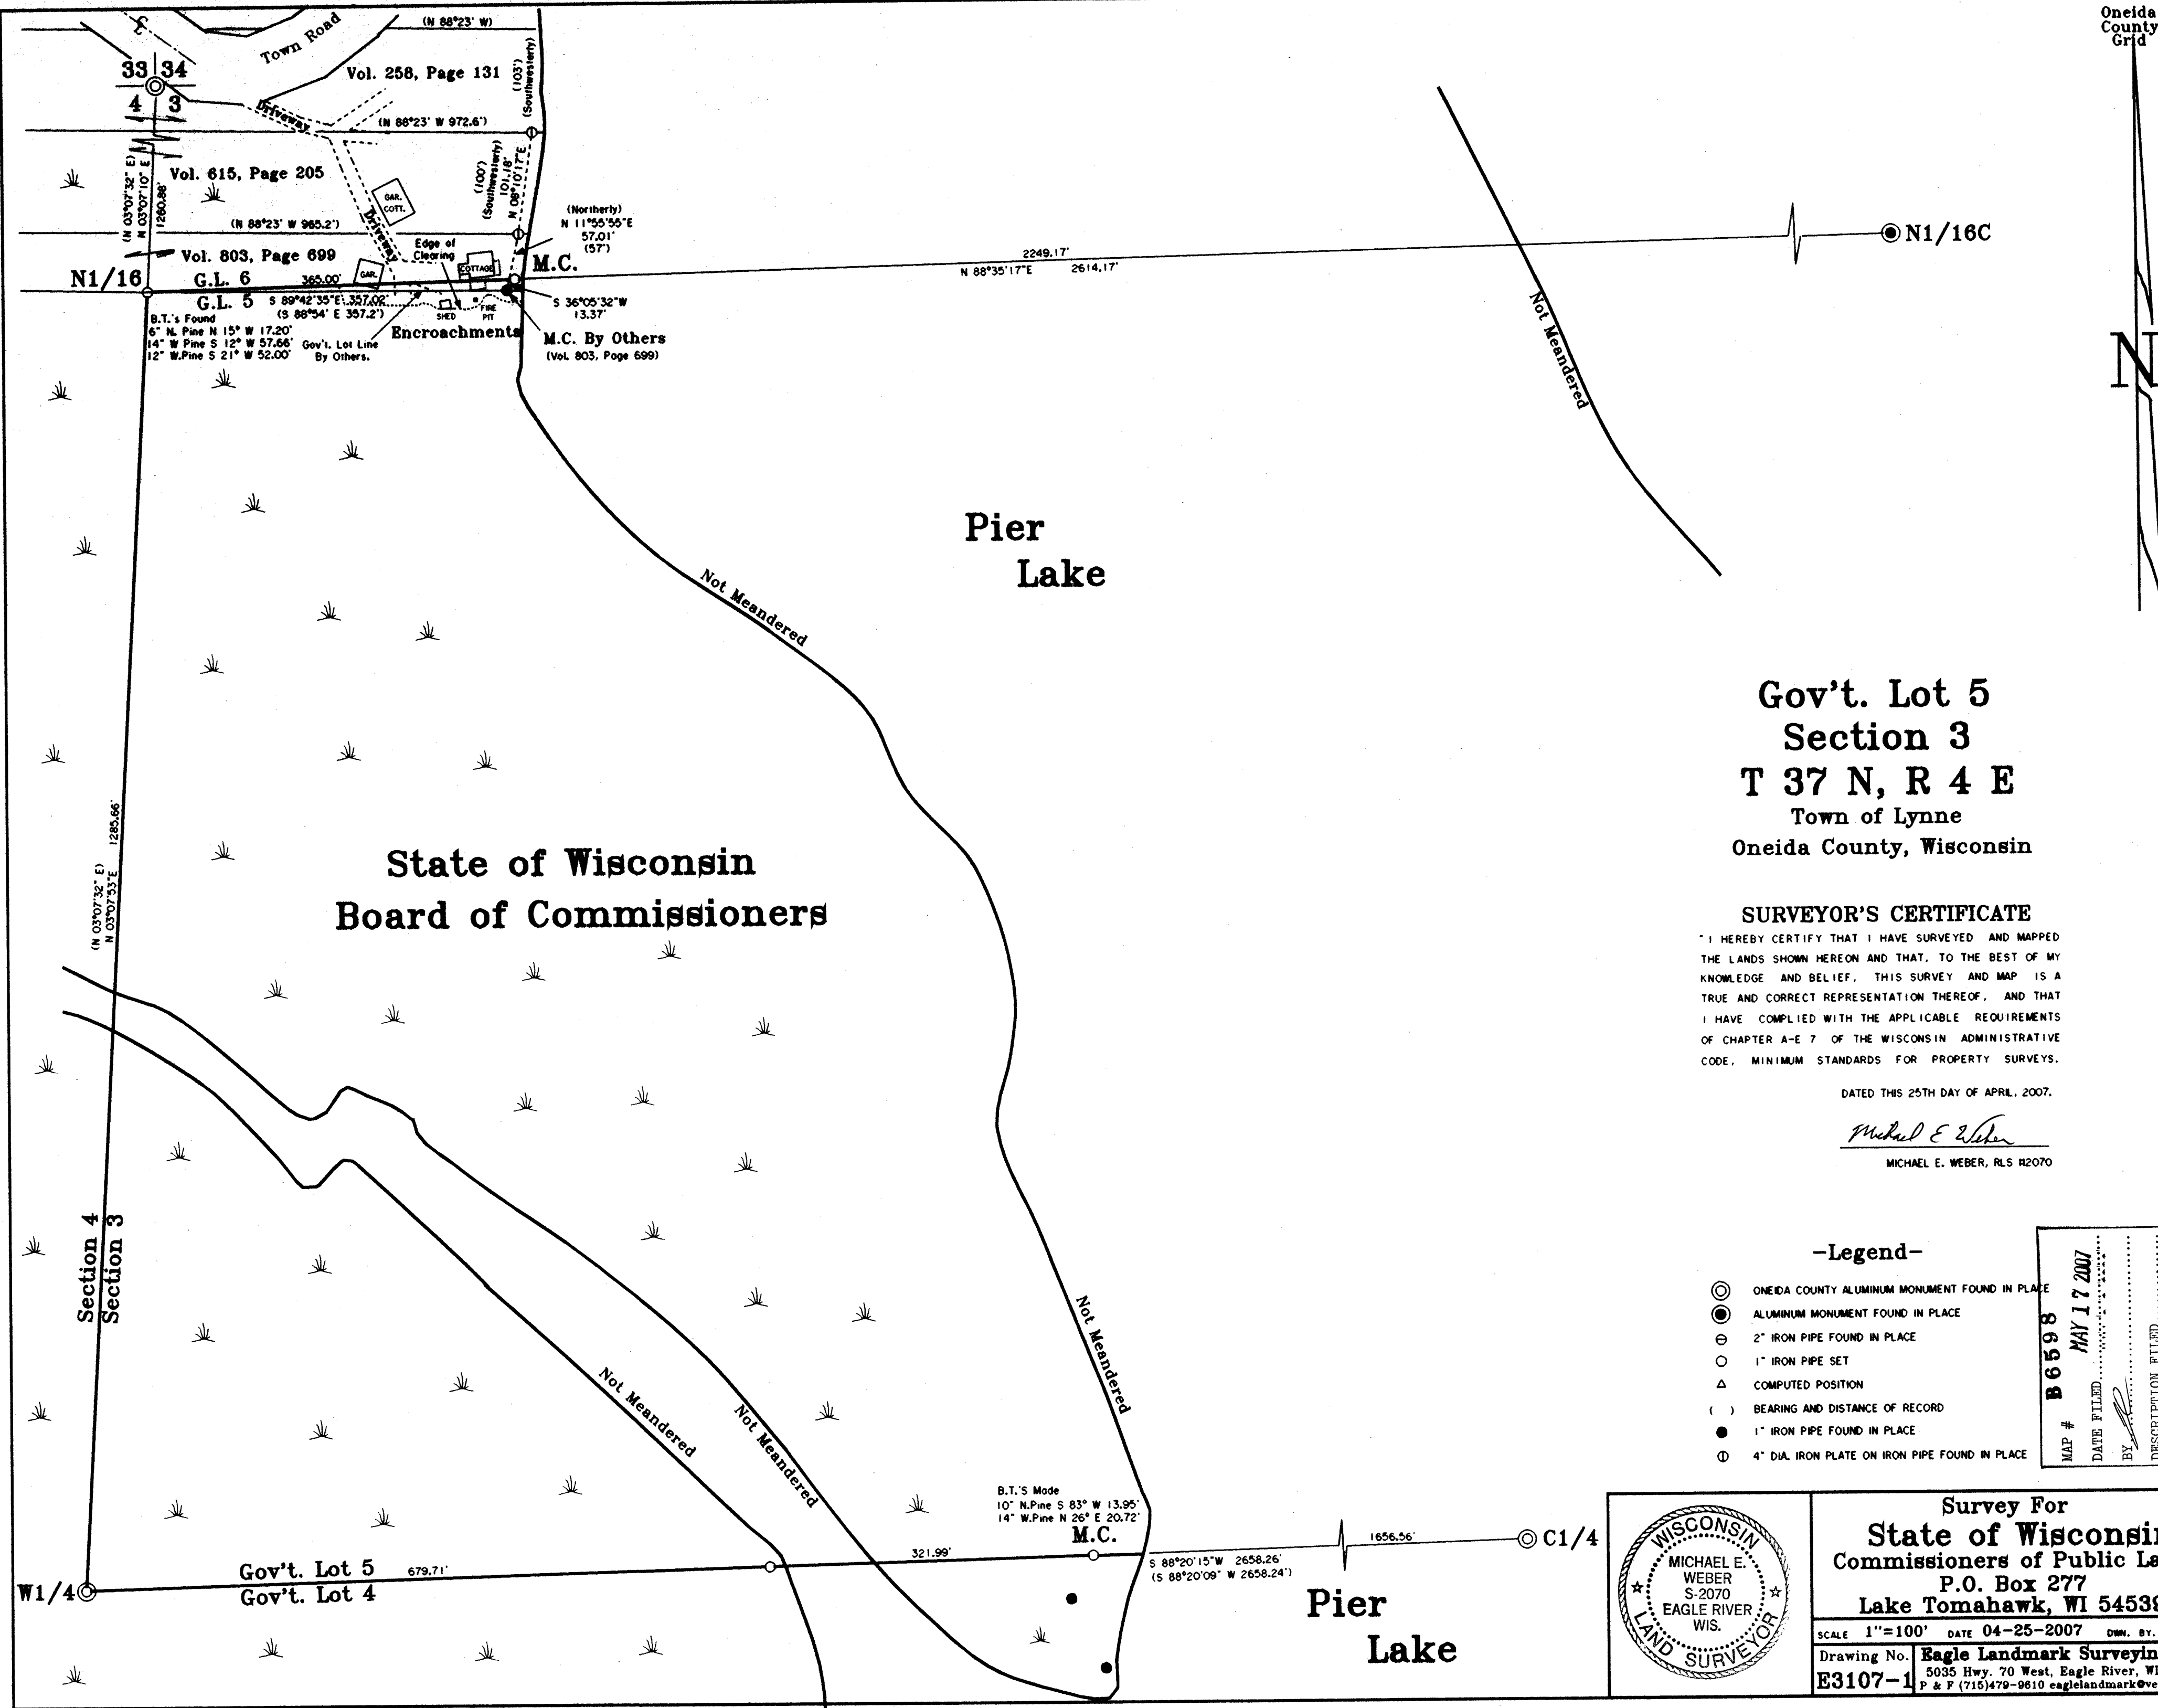 Oneida
County
Grid
N
(N 88°23' W)
Town Road
33 34
4 3
Vol. 258, Page 131
(103')
(Southwesterly)
Driveway
(N 88°23' W 972.6')
Vol. 615, Page 205
(N 03°07'32" E)
N 03°07'10" E
1260.88'
GAR.
COTT.
(100')
(Southwesterly)
101.18'
N 08°10'17"E
(N 88°23' W 965.2')
Driveway
(Northerly)
N 11°55'55"E
57.01'
(57')
Vol. 803, Page 699
Edge of
Clearing
COTTAGE
GAR.
M.C.
N1/16
G.L. 6
365.00'
G.L. 5
S 89°42'35"E 357.02'
(S 88°54' E 357.2')
SHED
FIRE
PIT
S 36°05'32"W
13.37'
2249.17'
N 88°35'17"E 2614.17'
N1/16C
B.T.'s Found
6" N. Pine N 15° W 17.20'
14" W Pine S 12° W 57.66'
12" W.Pine S 21° W 52.00'
Gov't. Lot Line
By Others.
Encroachments
M.C. By Others
(Vol. 803, Page 699)
Not Meandered
Pier
Lake
Not Meandered
Gov't. Lot 5
Section 3
T 37 N, R 4 E
Town of Lynne
Oneida County, Wisconsin
(N 03°07'32" E)
N 03°07'53"E 1285.66'
State of Wisconsin
Board of Commissioners
SURVEYOR'S CERTIFICATE
" I HEREBY CERTIFY THAT I HAVE SURVEYED AND MAPPED
THE LANDS SHOWN HEREON AND THAT, TO THE BEST OF MY
KNOWLEDGE AND BELIEF, THIS SURVEY AND MAP IS A
TRUE AND CORRECT REPRESENTATION THEREOF, AND THAT
I HAVE COMPLIED WITH THE APPLICABLE REQUIREMENTS
OF CHAPTER A-E 7 OF THE WISCONSIN ADMINISTRATIVE
CODE, MINIMUM STANDARDS FOR PROPERTY SURVEYS.
DATED THIS 25TH DAY OF APRIL, 2007.
Michael E Weber
MICHAEL E. WEBER, RLS #2070
Section 4
Section 3
-Legend-
ONEIDA COUNTY ALUMINUM MONUMENT FOUND IN PLACE
ALUMINUM MONUMENT FOUND IN PLACE
2" IRON PIPE FOUND IN PLACE
1" IRON PIPE SET
COMPUTED POSITION
( ) BEARING AND DISTANCE OF RECORD
1" IRON PIPE FOUND IN PLACE
4" DIA. IRON PLATE ON IRON PIPE FOUND IN PLACE
MAP # B6598
DATE FILED MAY 17 2007
BY
DESCRIPTION FILED
Not Meandered
Not Meandered
Not Meandered
B.T.'S Made
10" N.Pine S 83° W 13.95'
14" W.Pine N 26° E 20.72'
M.C.
W1/4
Gov't. Lot 5
679.71'
Gov't. Lot 4
321.99'
S 88°20'15"W 2658.26'
(S 88°20'09" W 2658.24')
1656.56'
C1/4
Pier
Lake
WISCONSIN
MICHAEL E.
WEBER
S-2070
EAGLE RIVER
WIS.
LAND SURVEYOR
Survey For
State of Wisconsi
Commissioners of Public La
P.O. Box 277
Lake Tomahawk, WI 5453
SCALE 1"=100' DATE 04-25-2007 DWN. BY.
Drawing No.
E3107-1
Eagle Landmark Surveyin
5035 Hwy. 70 West, Eagle River, WI
P & F (715)479-9610 eaglelandmark@ve